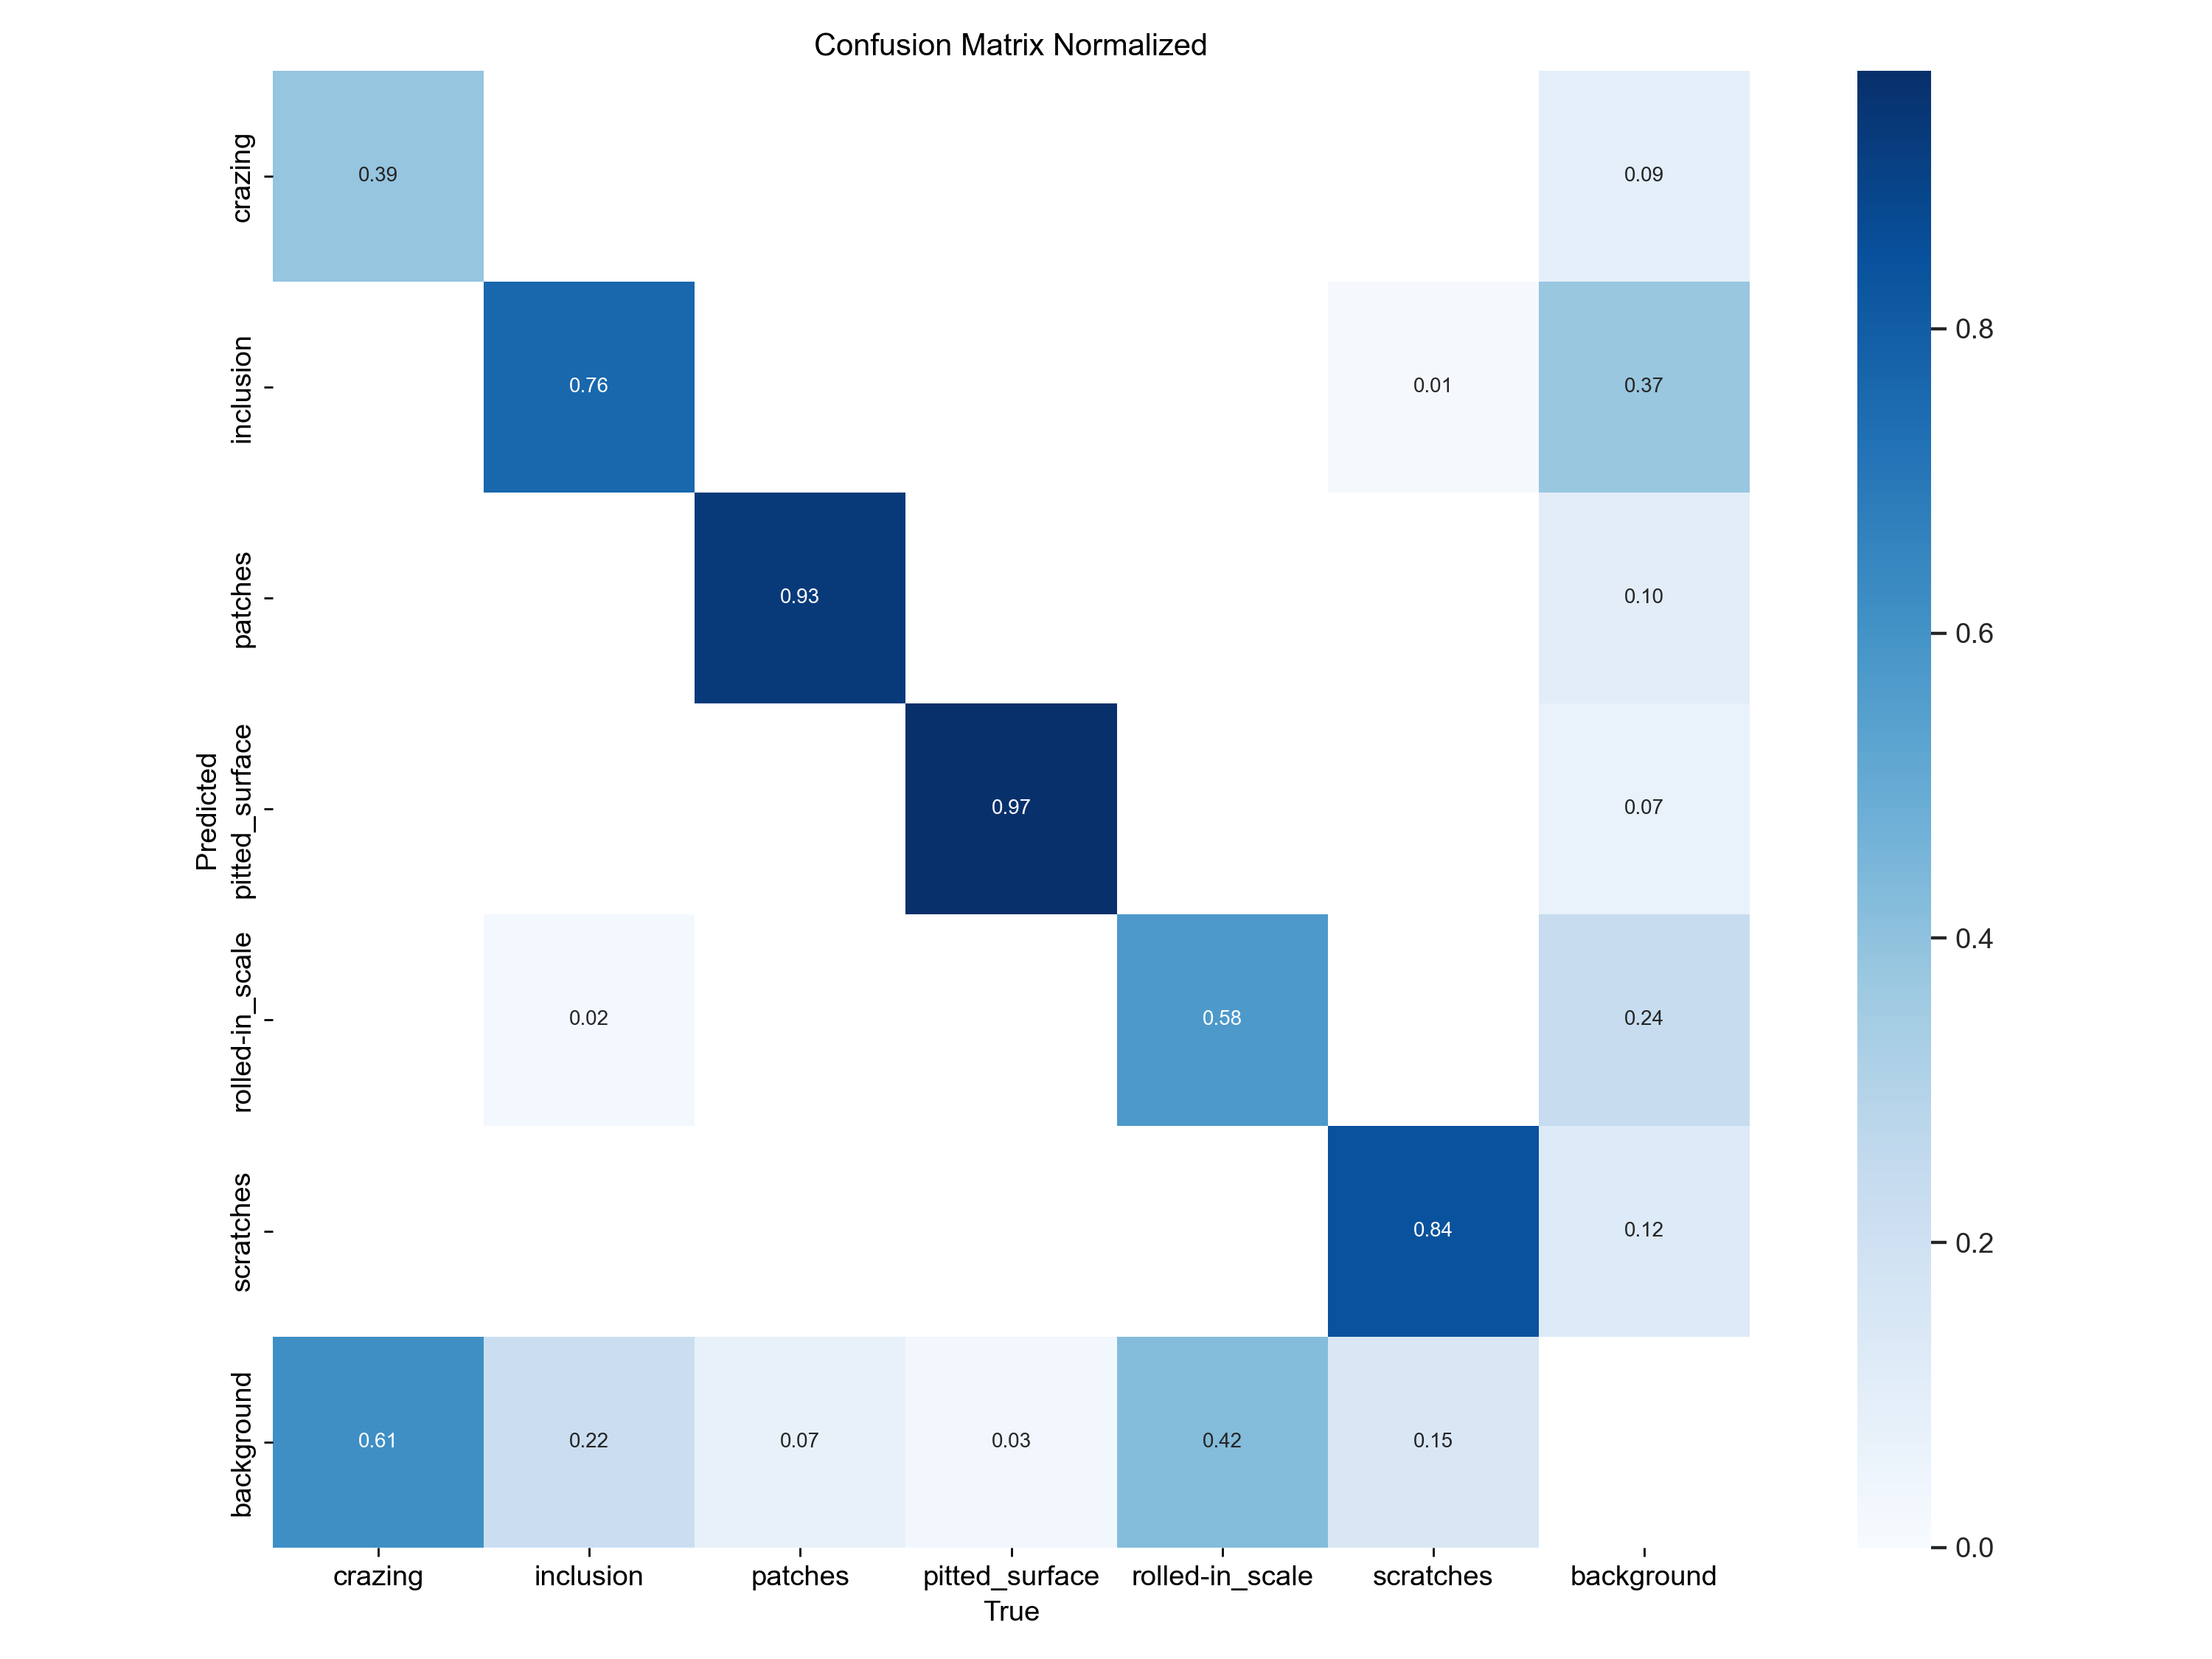 Confusion Matrix Normalized
crazing
0.39
0.09
inclusion
0.76
0.01
0.37
0.8
patches
0.93
0.10
0.6
Predicted
pitted_surface
0.97
0.07
0.4
rolled-in_scale
0.02
0.58
0.24
scratches
0.84
0.12
0.2
background
0.61
0.22
0.07
0.03
0.42
0.15
0.0
crazing inclusion patches pitted_surface rolled-in_scale scratches background
True